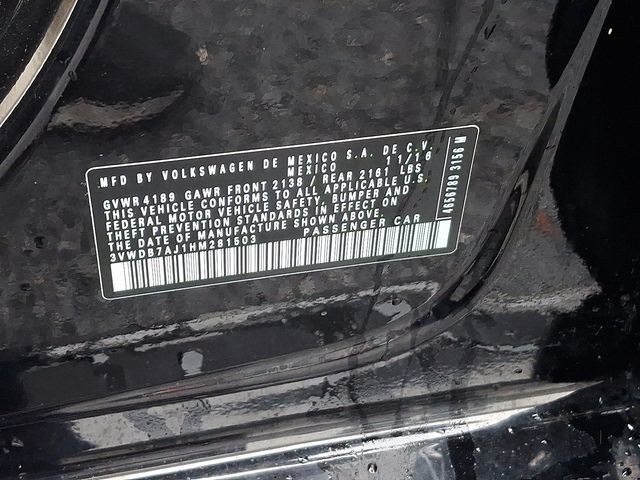 MFD BY VOLKSWAGEN DE MEXICO S.A. DE C.V.
MEXICO 11/16
GVWR 4189 GAWR FRONT 2138 / REAR 2161 LBS
THIS VEHICLE CONFORMS TO ALL APPLICABLE U.S.
FEDERAL MOTOR VEHICLE SAFETY, BUMPER AND
THEFT PREVENTION STANDARDS IN EFFECT ON
THE DATE OF MANUFACTURE SHOWN ABOVE.
3VWDB7AJ1HM281503 PASSENGER CAR
4656789 3156 M